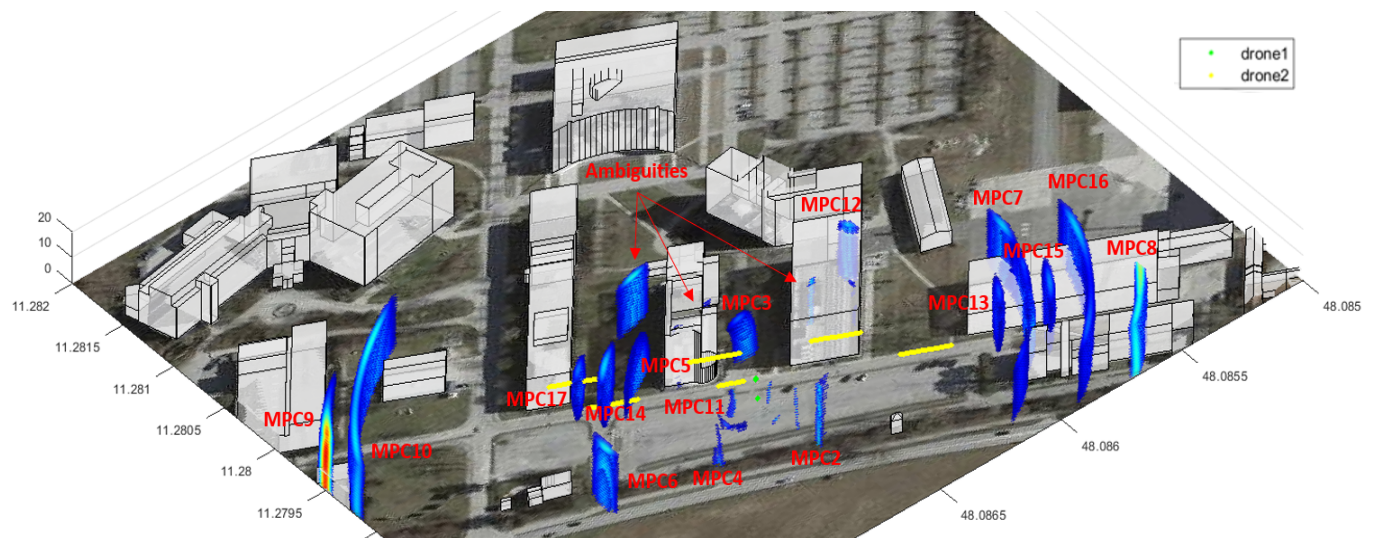 drone1
drone2
Ambiguities
MPC16
MPC7
MPC12
20
10
0
MPC15
MPC8
11.282
MPC3
MPC13
48.085
11.2815
48.0855
11.281
MPC5
MPC17
MPC14
MPC11
11.2805
MPC9
MPC10
48.086
11.28
MPC6
MPC4
MPC2
11.2795
48.0865